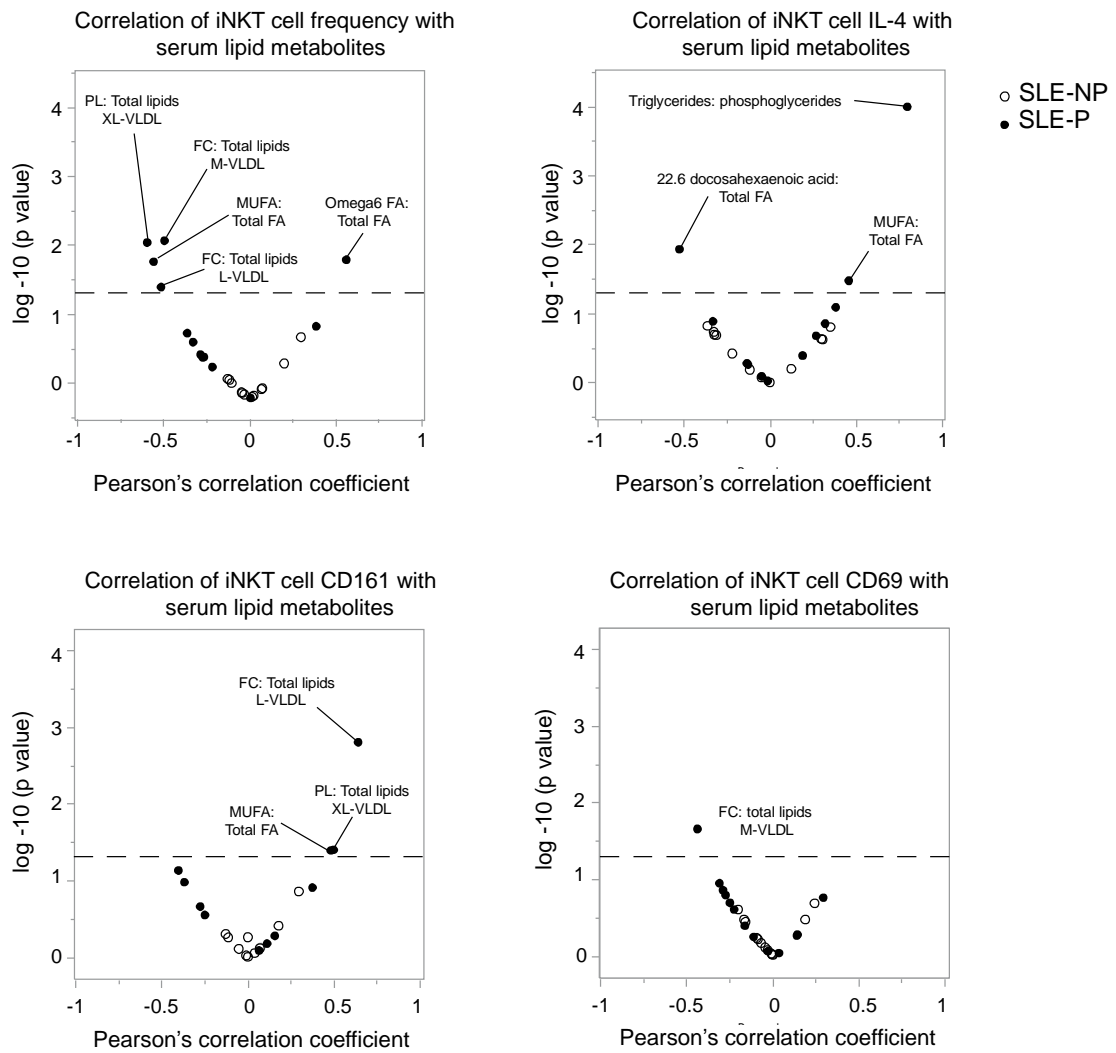 Correlation of iNKT cell frequency with
serum lipid metabolites
log -10 (p value)
4
3
2
1
0
PL: Total lipids
XL-VLDL
FC: Total lipids
M-VLDL
MUFA:
Total FA
FC: Total lipids
L-VLDL
Omega6 FA:
Total FA
-1
-0.5
0
0.5
1
Pearson's correlation coefficient
Correlation of iNKT cell IL-4 with
serum lipid metabolites
log -10 (p value)
4
3
2
1
0
Triglycerides: phosphoglycerides
22.6 docosahexaenoic acid:
Total FA
MUFA:
Total FA
-1
-0.5
0
0.5
1
Pearson's correlation coefficient
SLE-NP
SLE-P
Correlation of iNKT cell CD161 with
serum lipid metabolites
log -10 (p value)
4
3
2
1
0
FC: Total lipids
L-VLDL
MUFA:
Total FA
PL: Total lipids
XL-VLDL
-1
-0.5
0
0.5
1
Pearson's correlation coefficient
Correlation of iNKT cell CD69 with
serum lipid metabolites
log -10 (p value)
4
3
2
1
0
FC: total lipids
M-VLDL
-1
-0.5
0
0.5
1
Pearson's correlation coefficient